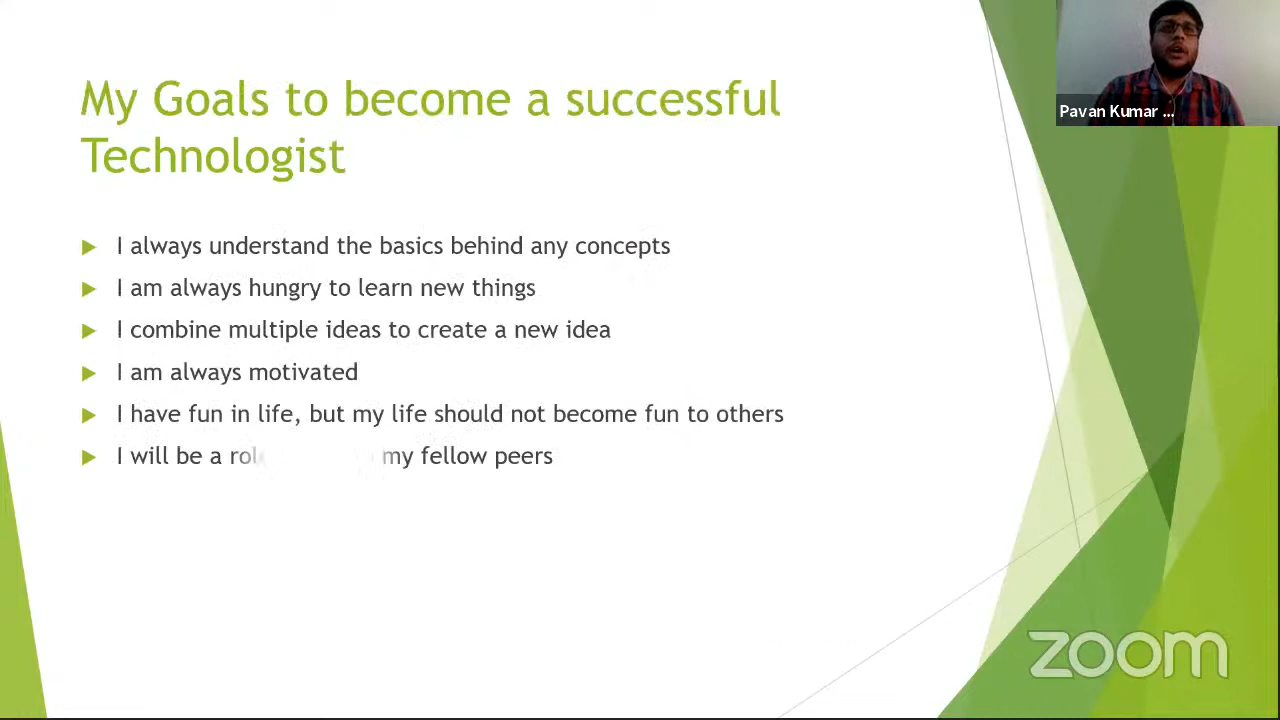 My Goals to become a successful
Technologist
I always understand the basics behind any concepts
I am always hungry to learn new things
I combine multiple ideas to create a new idea
I am always motivated
I have fun in life, but my life should not become fun to others
I will be a my fellow peers
Pavan Kumar ...
zoom